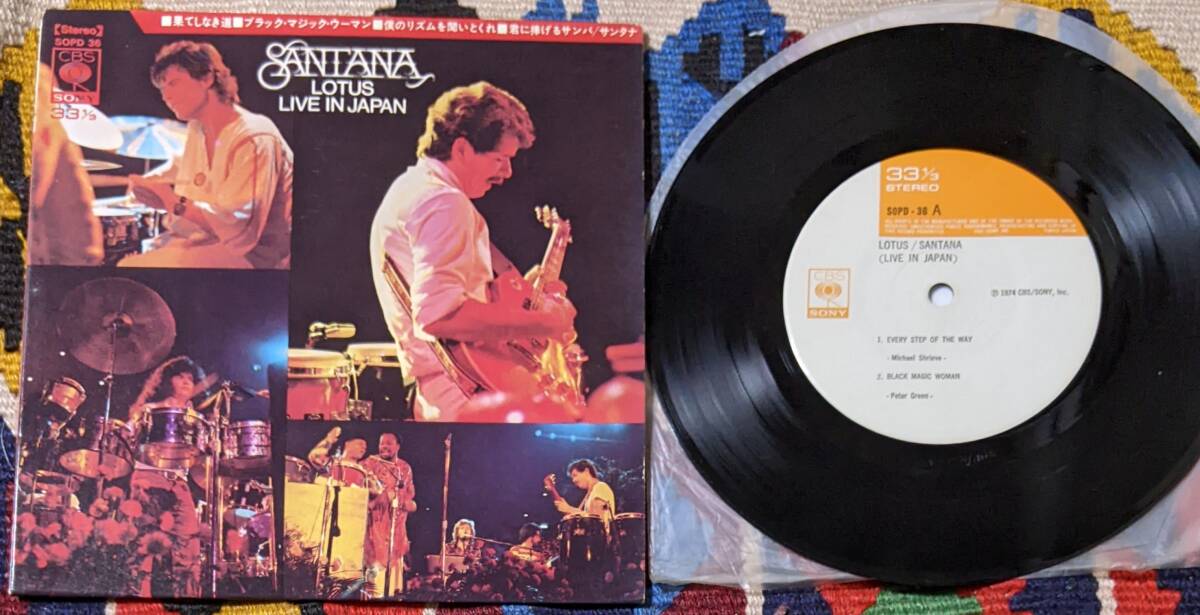 ■果てしなき道■ブラック・マジック・ウーマン■僕のリズムを聞いとくれ■君に捧げるサンバ/サンタナ
【Stereo】
SOPD 36
CBS
SONY
33⅓
SANTANA
LOTUS
LIVE IN JAPAN
33⅓
STEREO
SOPD-36 A
LOTUS / SANTANA
(LIVE IN JAPAN)
CBS
SONY
℗ 1974 CBS/SONY, Inc.
1. EVERY STEP OF THE WAY
- Michael Shrieve -
2. BLACK MAGIC WOMAN
- Peter Green -